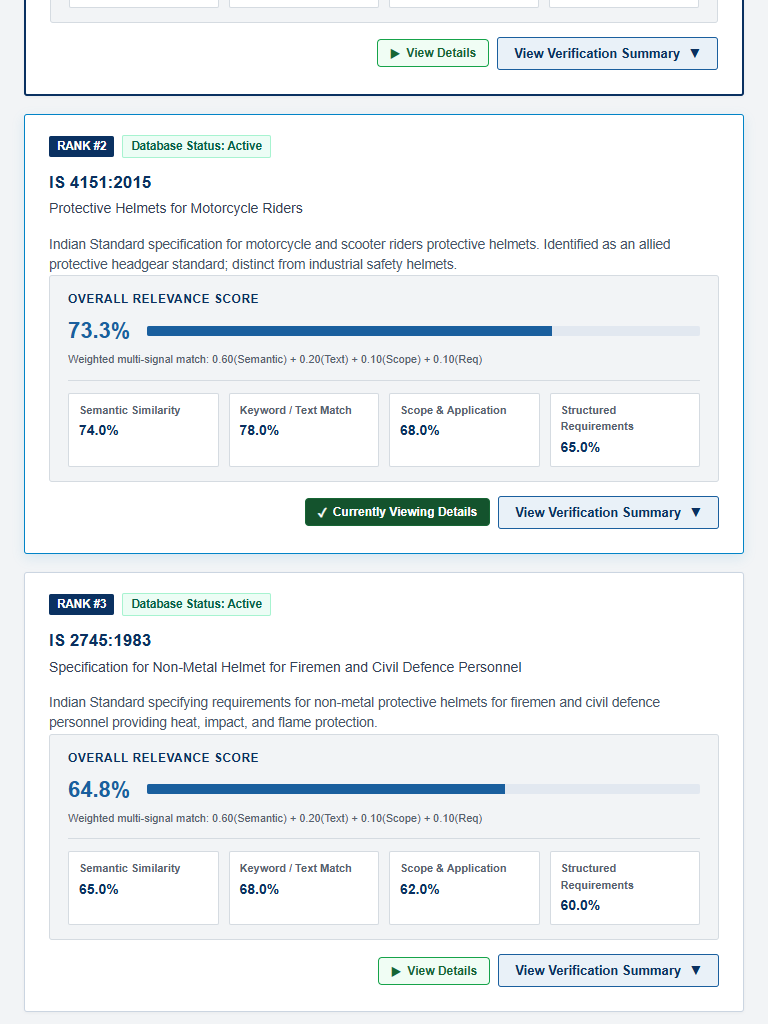 ▶ View Details
View Verification Summary ▼
RANK #2
Database Status: Active
IS 4151:2015
Protective Helmets for Motorcycle Riders
Indian Standard specification for motorcycle and scooter riders protective helmets. Identified as an allied
protective headgear standard; distinct from industrial safety helmets.
OVERALL RELEVANCE SCORE
73.3%
Weighted multi-signal match: 0.60(Semantic) + 0.20(Text) + 0.10(Scope) + 0.10(Req)
Semantic Similarity
74.0%
Keyword / Text Match
78.0%
Scope & Application
68.0%
Structured
Requirements
65.0%
✓ Currently Viewing Details
View Verification Summary ▼
RANK #3
Database Status: Active
IS 2745:1983
Specification for Non-Metal Helmet for Firemen and Civil Defence Personnel
Indian Standard specifying requirements for non-metal protective helmets for firemen and civil defence
personnel providing heat, impact, and flame protection.
OVERALL RELEVANCE SCORE
64.8%
Weighted multi-signal match: 0.60(Semantic) + 0.20(Text) + 0.10(Scope) + 0.10(Req)
Semantic Similarity
65.0%
Keyword / Text Match
68.0%
Scope & Application
62.0%
Structured
Requirements
60.0%
▶ View Details
View Verification Summary ▼